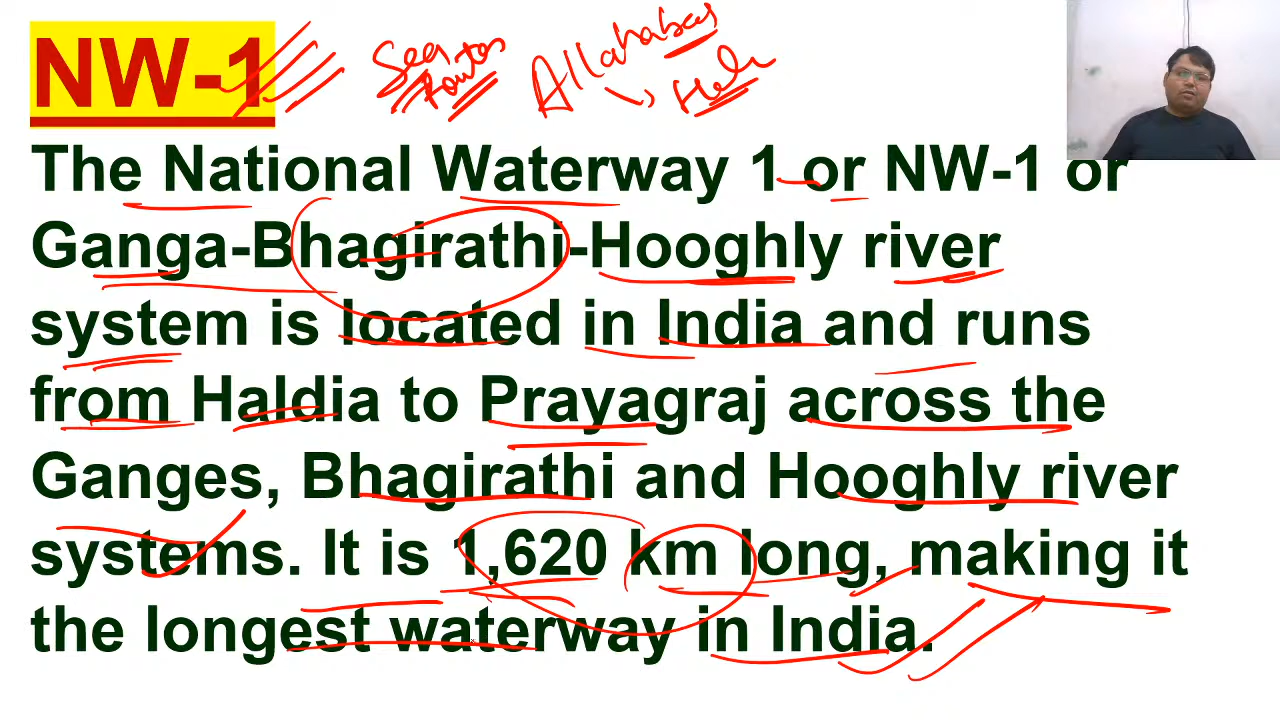 NW-1
Sea
Routes
Allahabad
The National Waterway 1 or NW-1 or
Ganga-Bhagirathi-Hooghly river
system is located in India and runs
from Haldia to Prayagraj across the
Ganges, Bhagirathi and Hooghly river
systems. It is 1,620 km long, making it
the longest waterway in India.